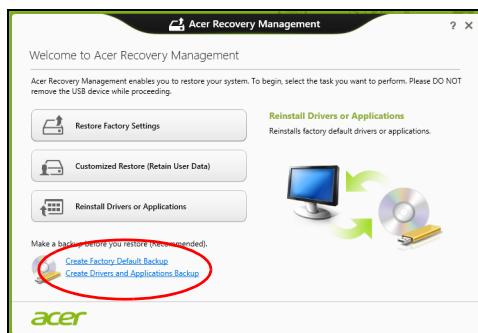 Acer Recovery Management
? ×
Welcome to Acer Recovery Management
Acer Recovery Management enables you to restore your system. To begin, select the task you want to perform. Please DO NOT
remove the USB device while proceeding.
Restore Factory Settings
Customized Restore (Retain User Data)
Reinstall Drivers or Applications
Reinstall Drivers or Applications
Reinstalls factory default drivers or applications.
Make a backup before you restore (Recommended).
Create Factory Default Backup
Create Drivers and Applications Backup
acer